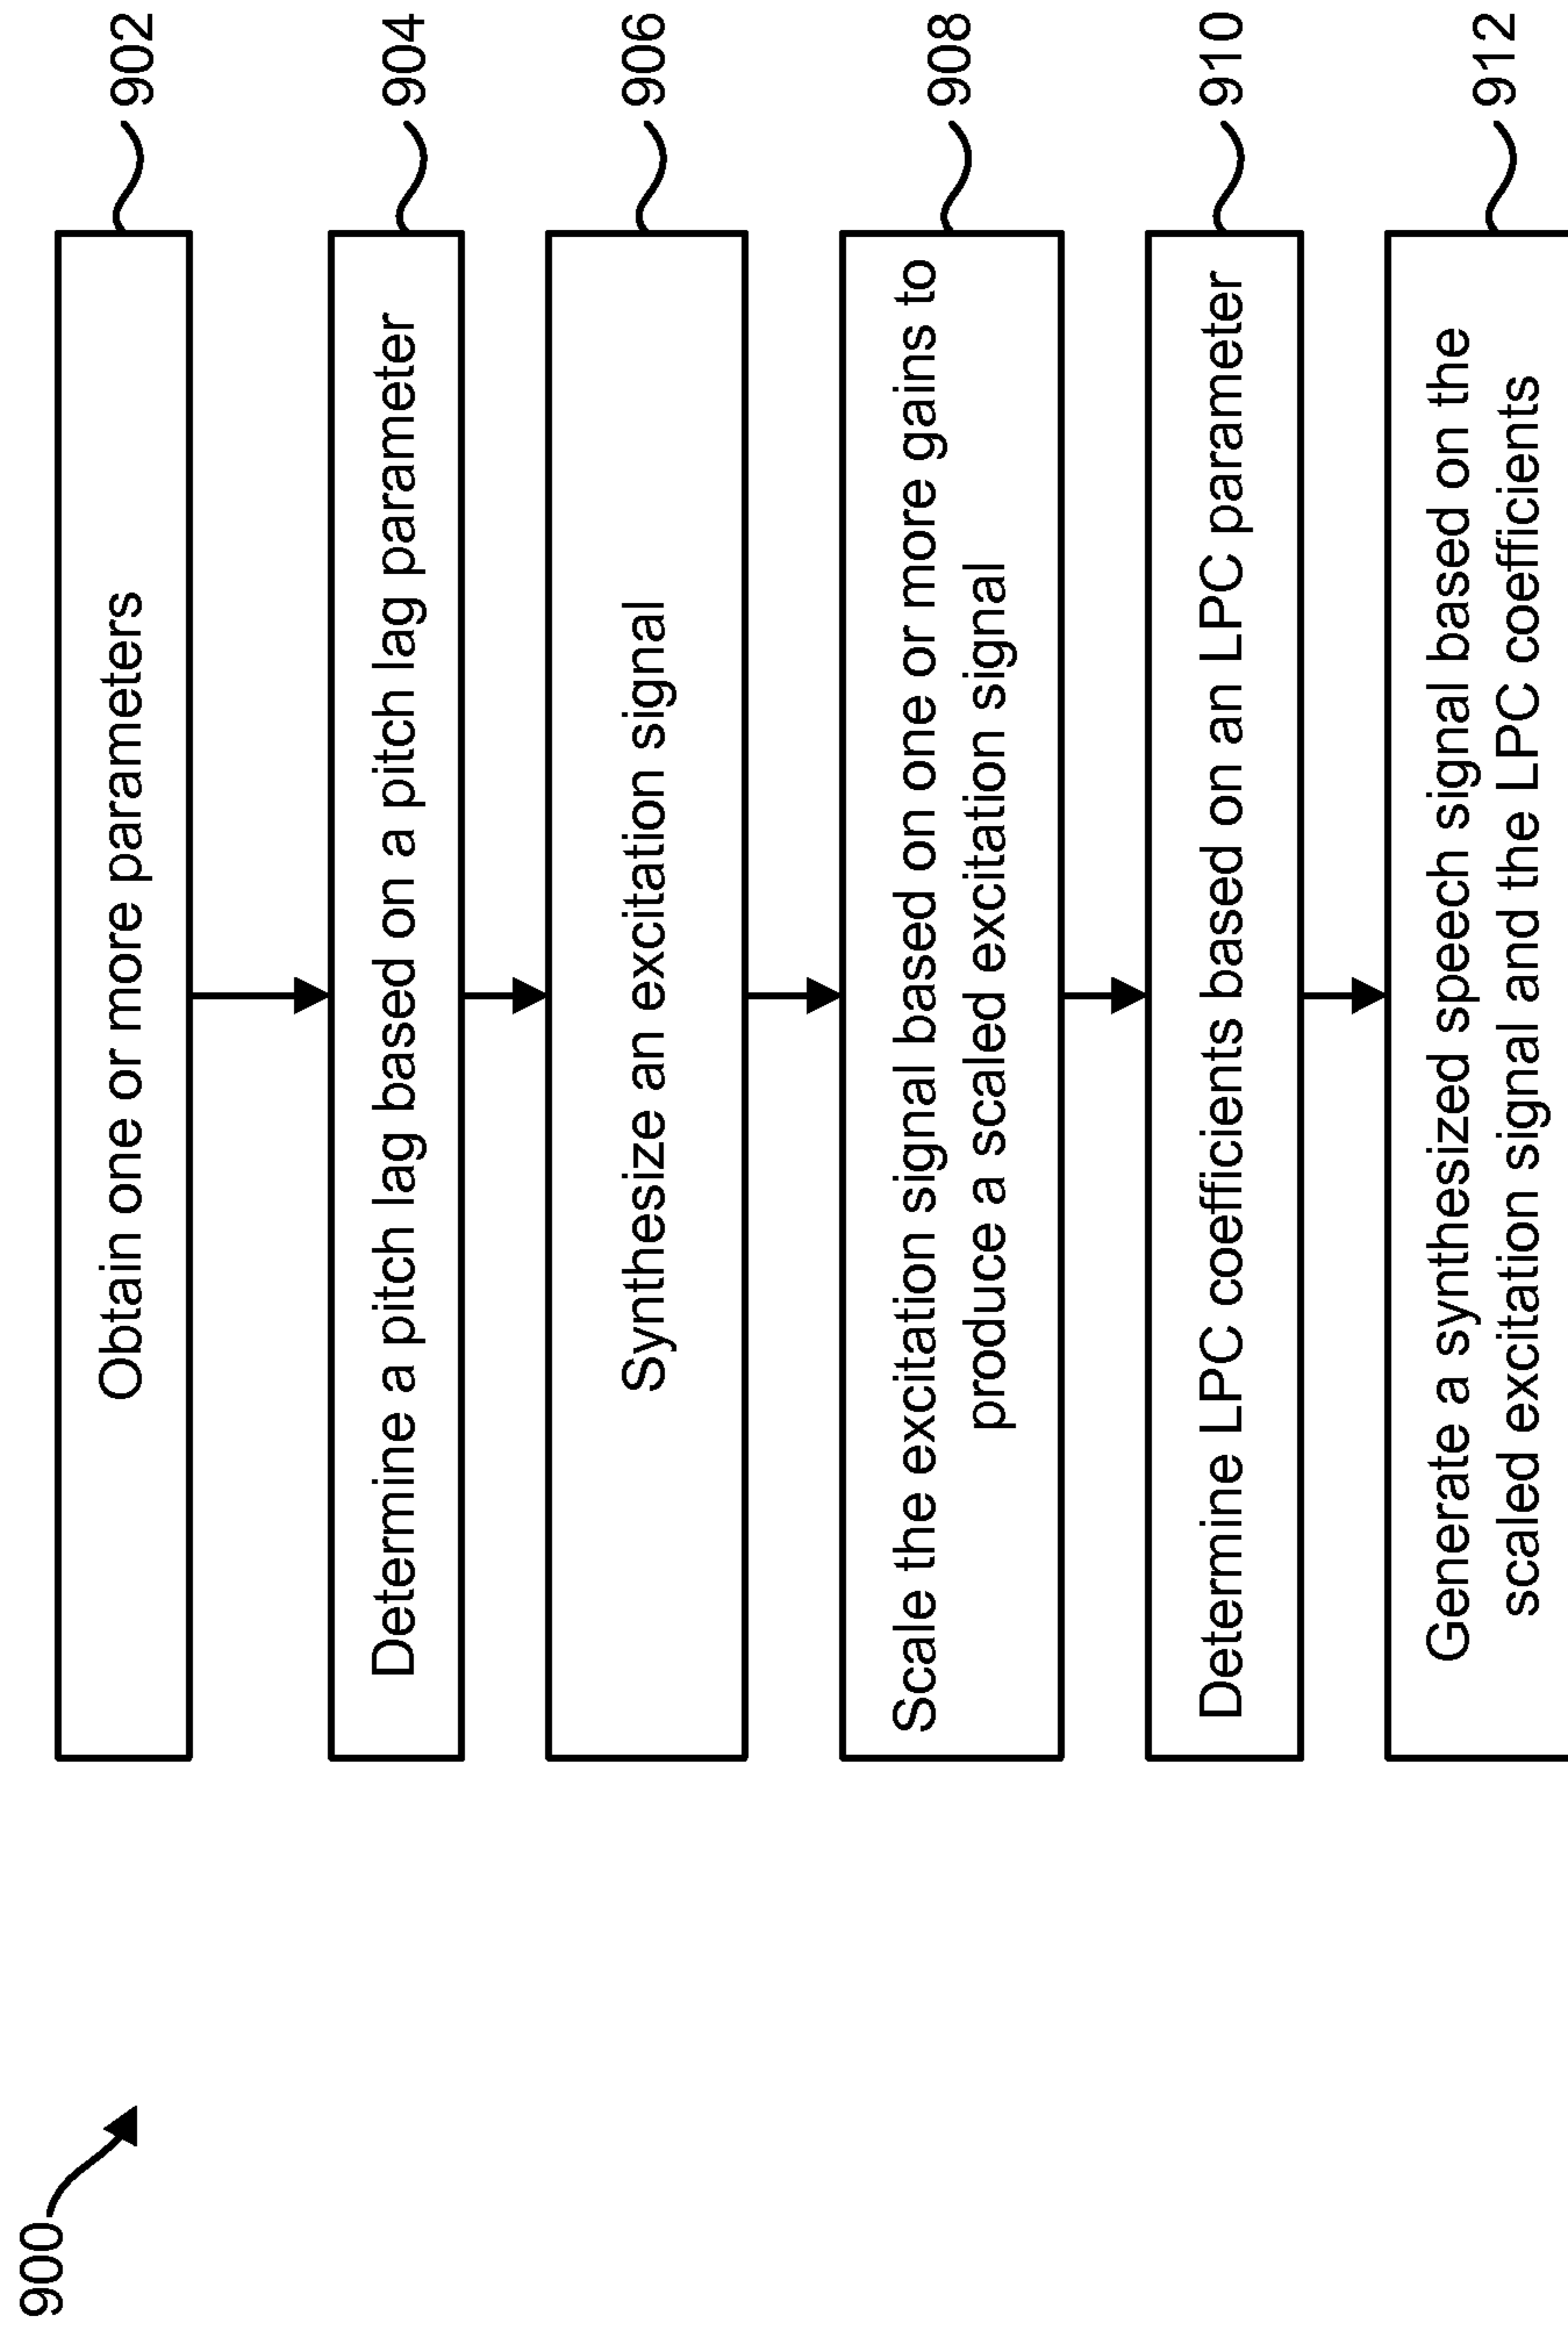 900
Obtain one or more parameters
902
Determine a pitch lag based on a pitch lag parameter
904
Synthesize an excitation signal
906
Scale the excitation signal based on one or more gains to
produce a scaled excitation signal
908
Determine LPC coefficients based on an LPC parameter
910
Generate a synthesized speech signal based on the
scaled excitation signal and the LPC coefficients
912